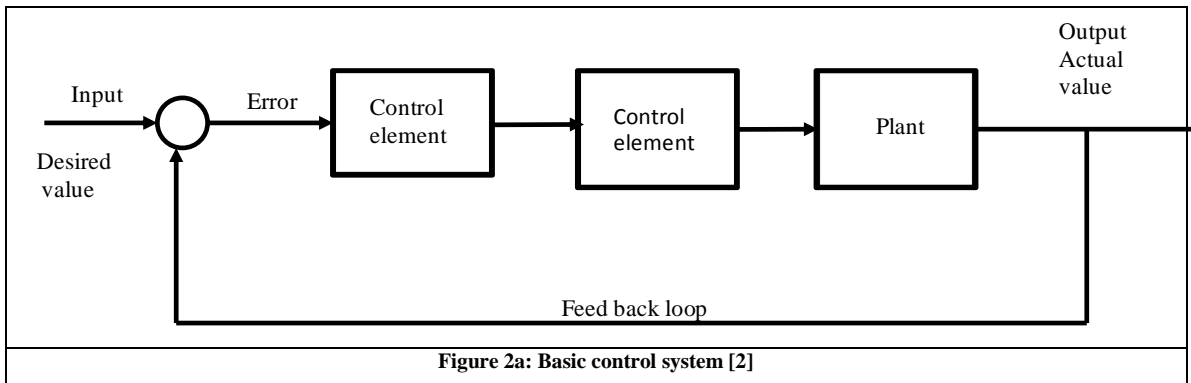 Input
Desired
value
Error
Control
element
Control
element
Plant
Output
Actual
value
Feed back loop
Figure 2a: Basic control system [2]